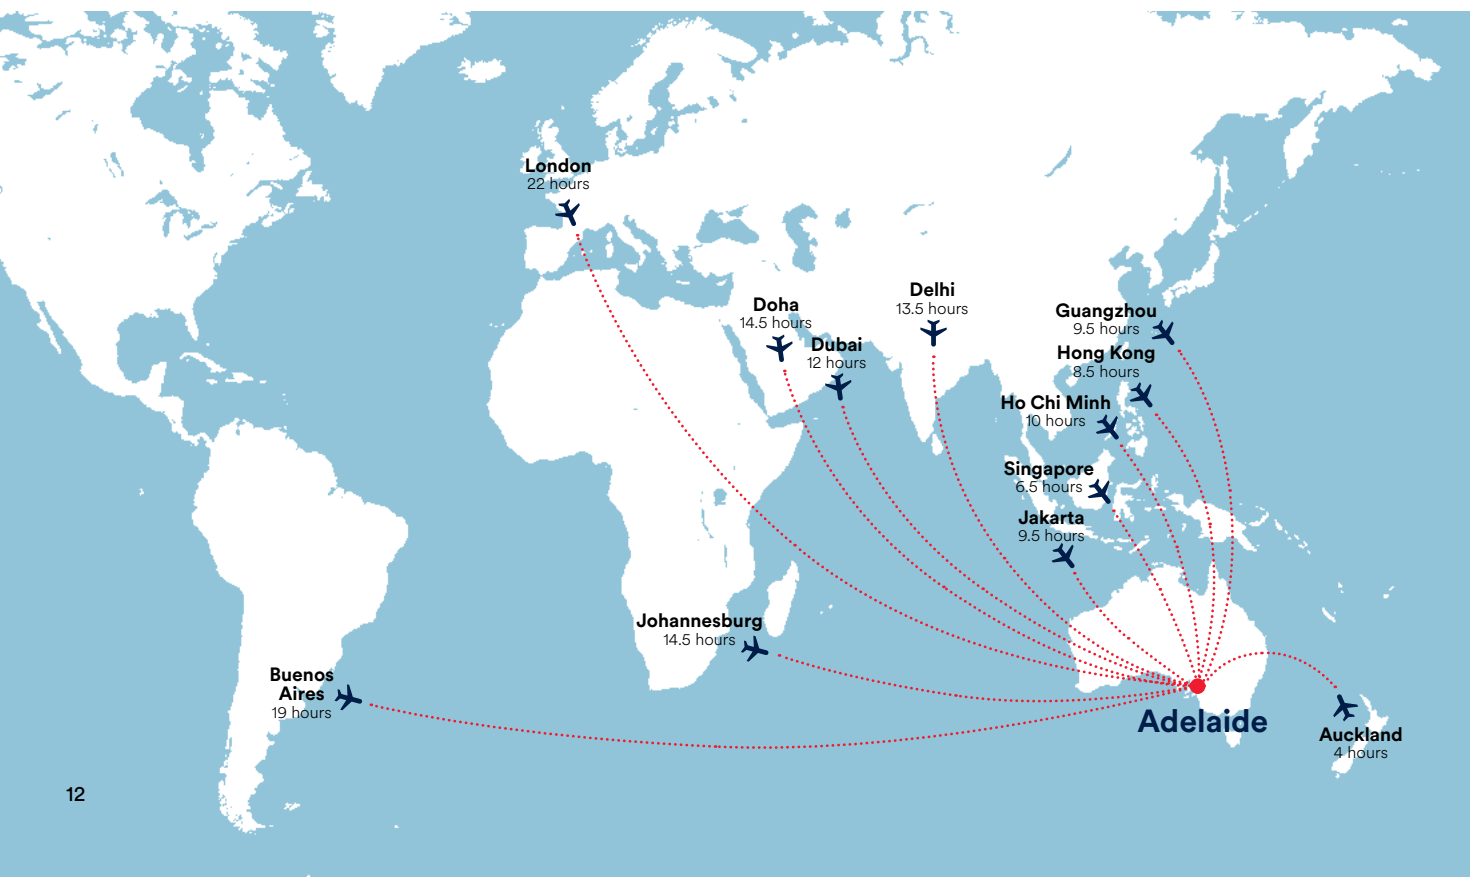 London
22 hours
Doha
14.5 hours
Dubai
12 hours
Delhi
13.5 hours
Guangzhou
9.5 hours
Hong Kong
8.5 hours
Ho Chi Minh
10 hours
Singapore
6.5 hours
Jakarta
9.5 hours
Johannesburg
14.5 hours
Buenos
Aires
19 hours
Adelaide
Auckland
4 hours
12